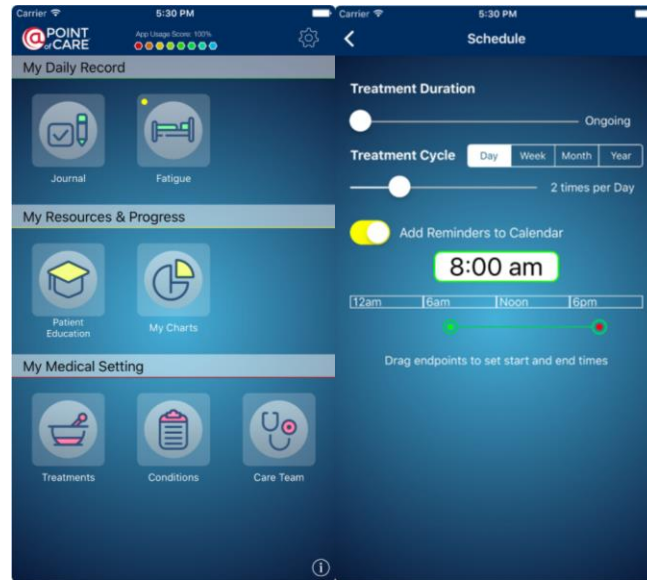 Carrier 5:30 PM
@POINT of CARE
App Usage Score: 100%
My Daily Record
Journal Fatigue
My Resources & Progress
Patient Education
My Charts
My Medical Setting
Treatments Conditions Care Team
i
Carrier 5:30 PM
Schedule
Treatment Duration
Ongoing
Treatment Cycle Day Week Month Year
2 times per Day
Add Reminders to Calendar
8:00 am
12am 6am Noon 6pm
Drag endpoints to set start and end times